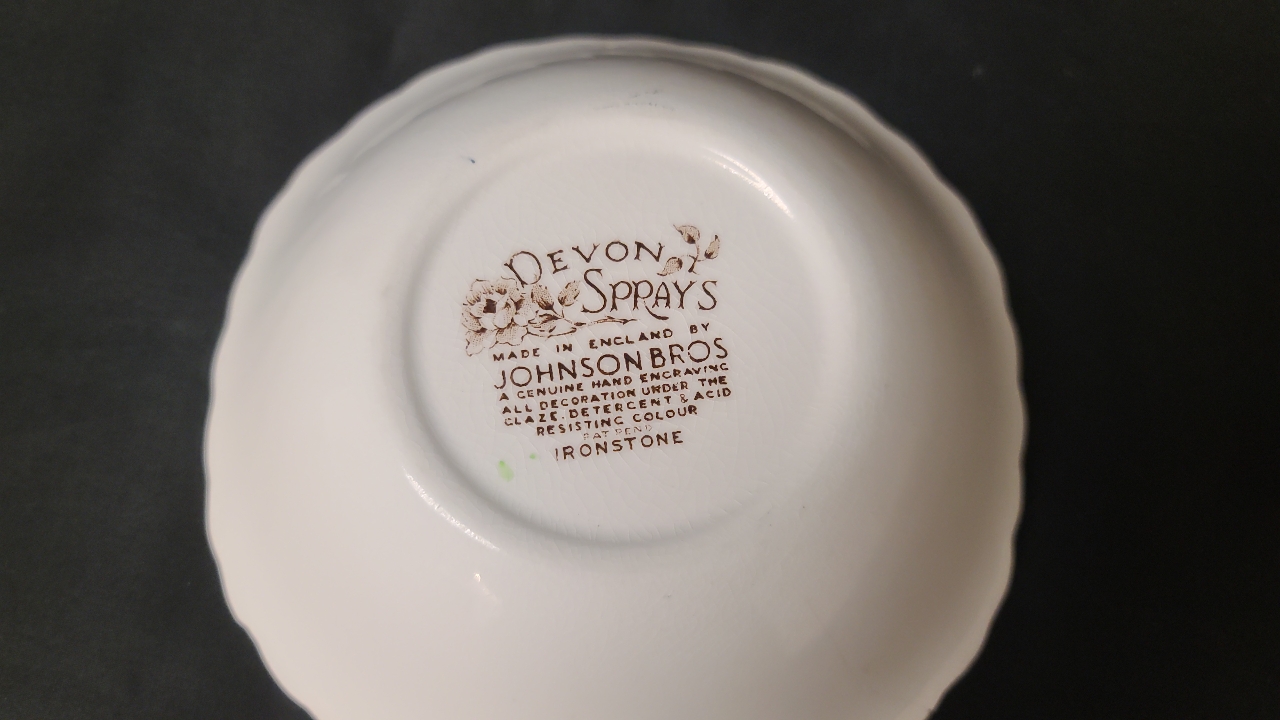 DEVON
SPRAYS
MADE IN ENGLAND BY
JOHNSON BROS
A GENUINE HAND ENGRAVING
ALL DECORATION UNDER THE
GLAZE. DETERGENT & ACID
RESISTING COLOUR
PAT PEND
IRONSTONE